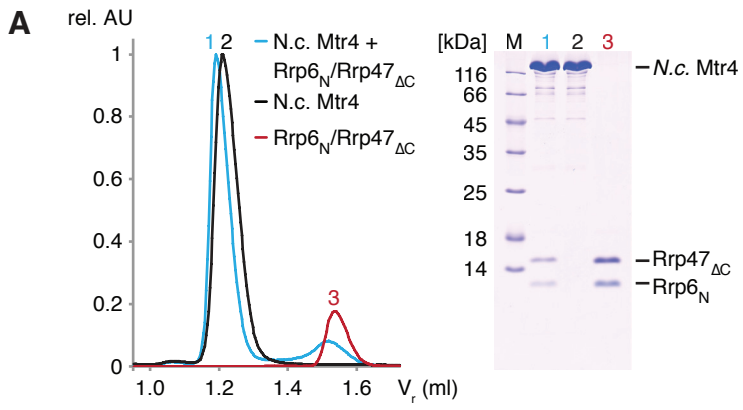 A
rel. AU
1
0.8
0.6
0.4
0.2
0
1.0 1.2 1.4 1.6
Vr (ml)
1 2
3
N.c. Mtr4 +
Rrp6N/Rrp47ΔC
N.c. Mtr4
Rrp6N/Rrp47ΔC
[kDa] M 1 2 3
116
66
45
35
25
18
14
N.c. Mtr4
Rrp47ΔC
Rrp6N